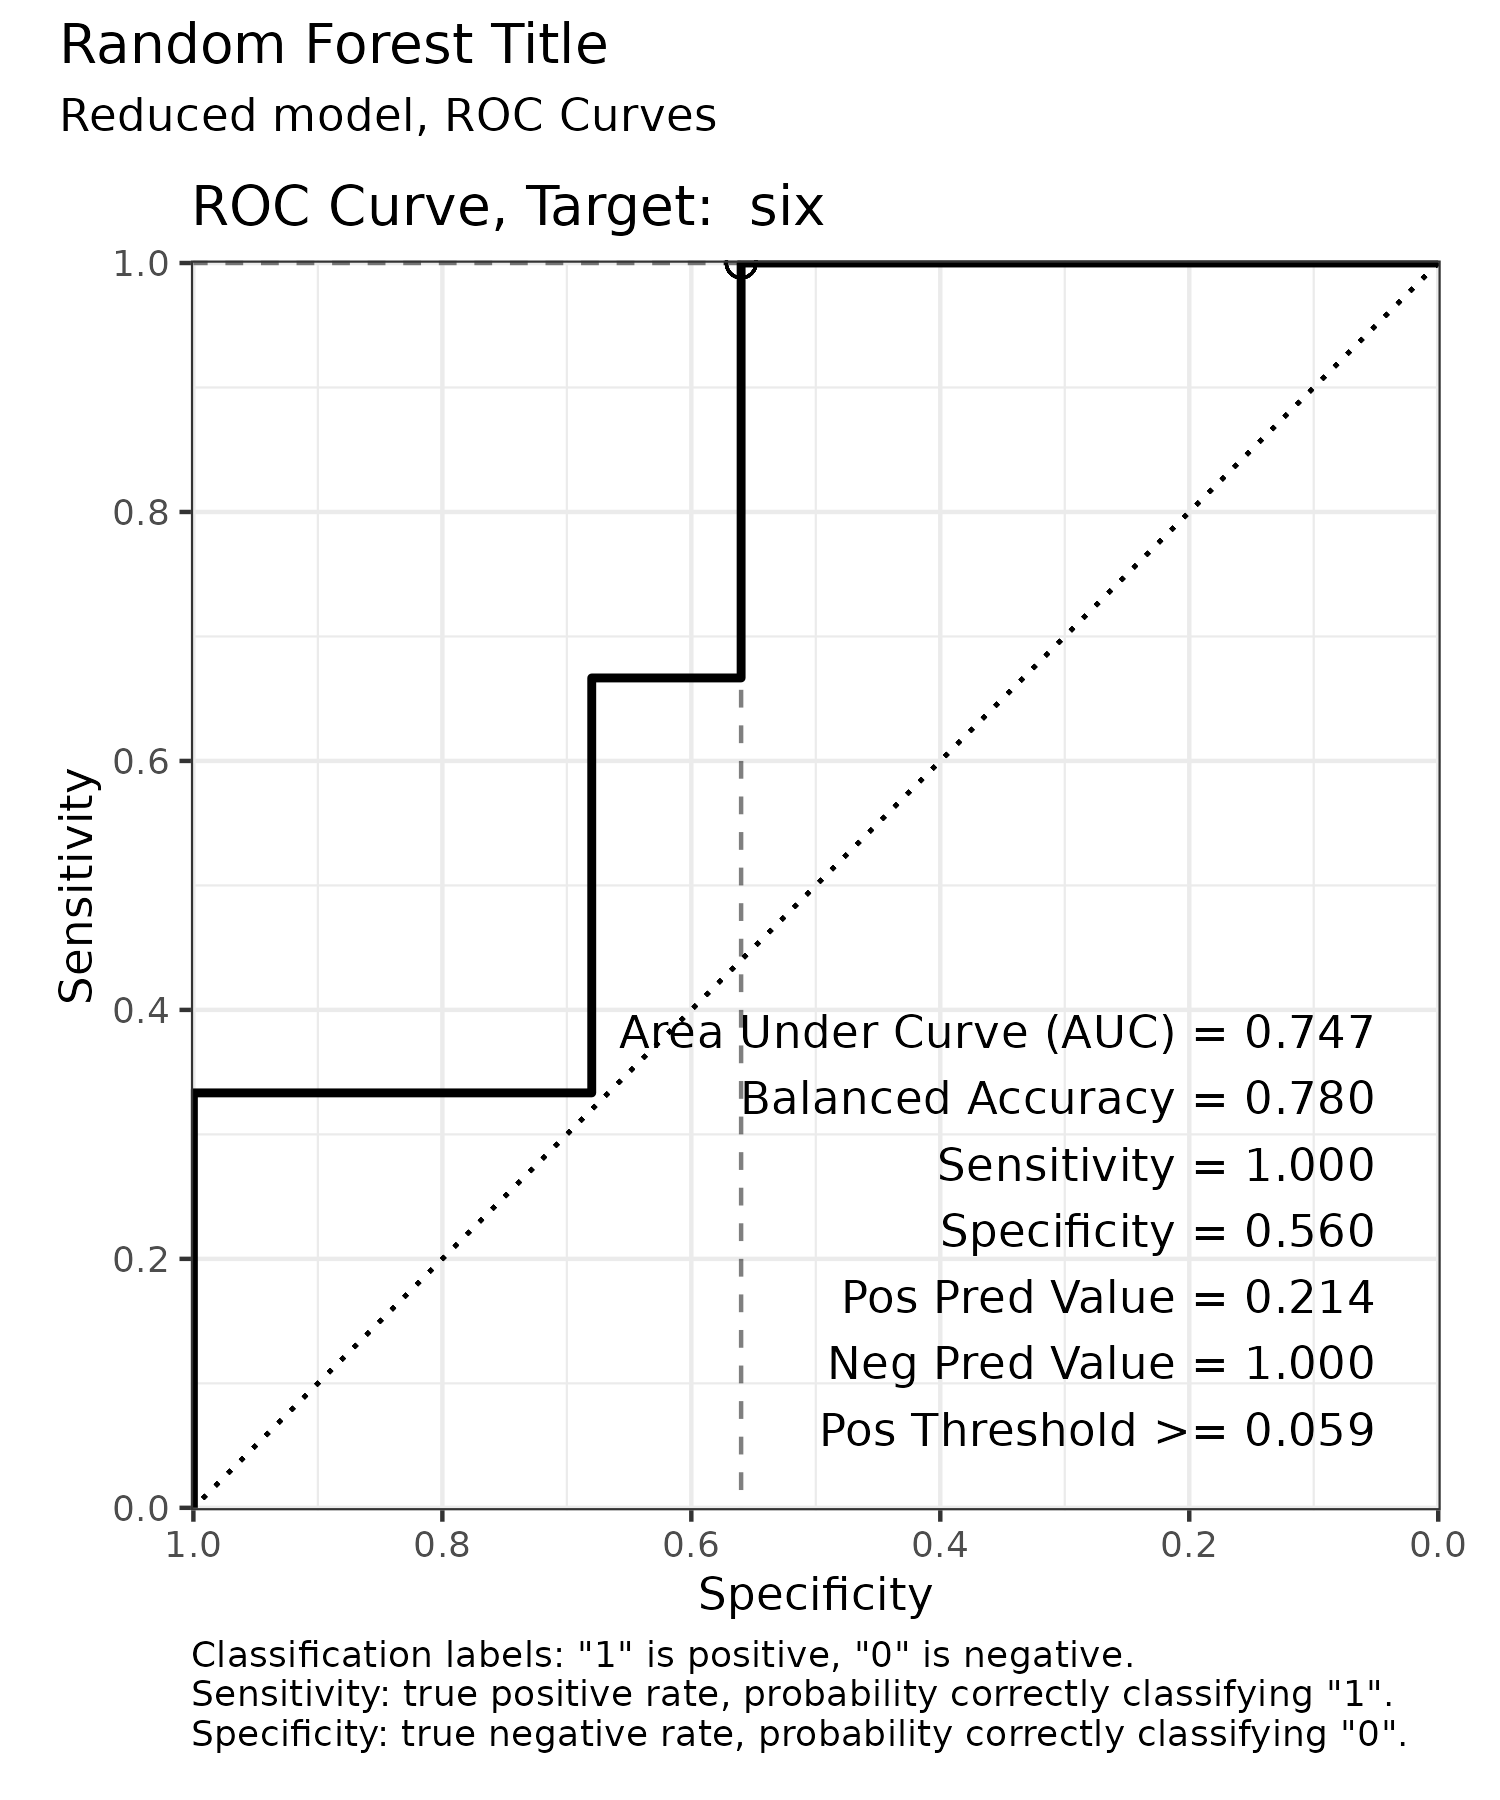 Random Forest Title
Reduced model, ROC Curves
ROC Curve, Target:  six
1.0
0.8
0.6
0.4
0.2
0.0
Sensitivity
Area Under Curve (AUC) = 0.747
Balanced Accuracy = 0.780
Sensitivity = 1.000
Specificity = 0.560
Pos Pred Value = 0.214
Neg Pred Value = 1.000
Pos Threshold >= 0.059
1.0 0.8 0.6 0.4 0.2 0.0
Specificity
Classification labels: "1" is positive, "0" is negative.
Sensitivity: true positive rate, probability correctly classifying "1".
Specificity: true negative rate, probability correctly classifying "0".